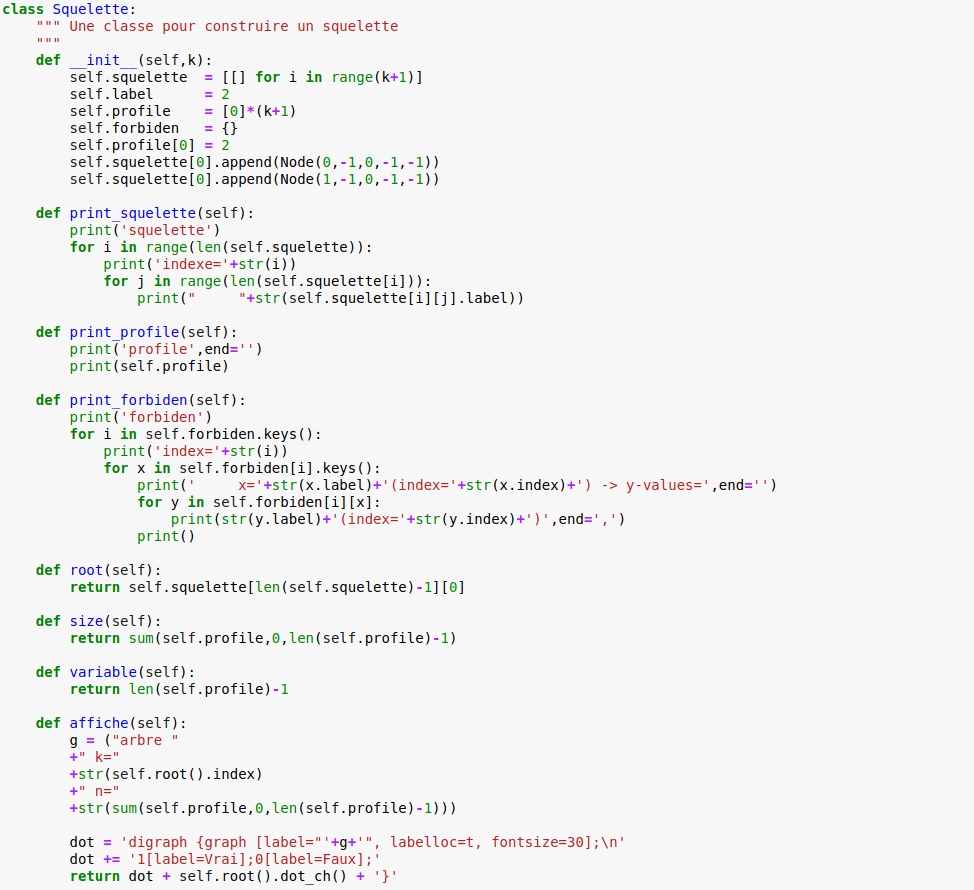 class Squelette:
    """ Une classe pour construire un squelette
    """
    def __init__(self,k):
        self.squelette  = [[] for i in range(k+1)]
        self.label      = 2
        self.profile    = [0]*(k+1)
        self.forbiden   = {}
        self.profile[0] = 2
        self.squelette[0].append(Node(0,-1,0,-1,-1))
        self.squelette[0].append(Node(1,-1,0,-1,-1))

    def print_squelette(self):
        print('squelette')
        for i in range(len(self.squelette)):
            print('indexe='+str(i))
            for j in range(len(self.squelette[i])):
                print("     "+str(self.squelette[i][j].label))

    def print_profile(self):
        print('profile',end='')
        print(self.profile)

    def print_forbiden(self):
        print('forbiden')
        for i in self.forbiden.keys():
            print('index='+str(i))
            for x in self.forbiden[i].keys():
                print('     x='+str(x.label)+'(index='+str(x.index)+') -> y-values=',end='')
                for y in self.forbiden[i][x]:
                    print(str(y.label)+'(index='+str(y.index)+')',end=',')
                print()

    def root(self):
        return self.squelette[len(self.squelette)-1][0]

    def size(self):
        return sum(self.profile,0,len(self.profile)-1)

    def variable(self):
        return len(self.profile)-1

    def affiche(self):
        g = ("arbre "
        +" k="
        +str(self.root().index)
        +" n="
        +str(sum(self.profile,0,len(self.profile)-1)))

        dot = 'digraph {graph [label="'+g+'", labelloc=t, fontsize=30];\n'
        dot += '1[label=Vrai];0[label=Faux];'
        return dot + self.root().dot_ch() + '}'